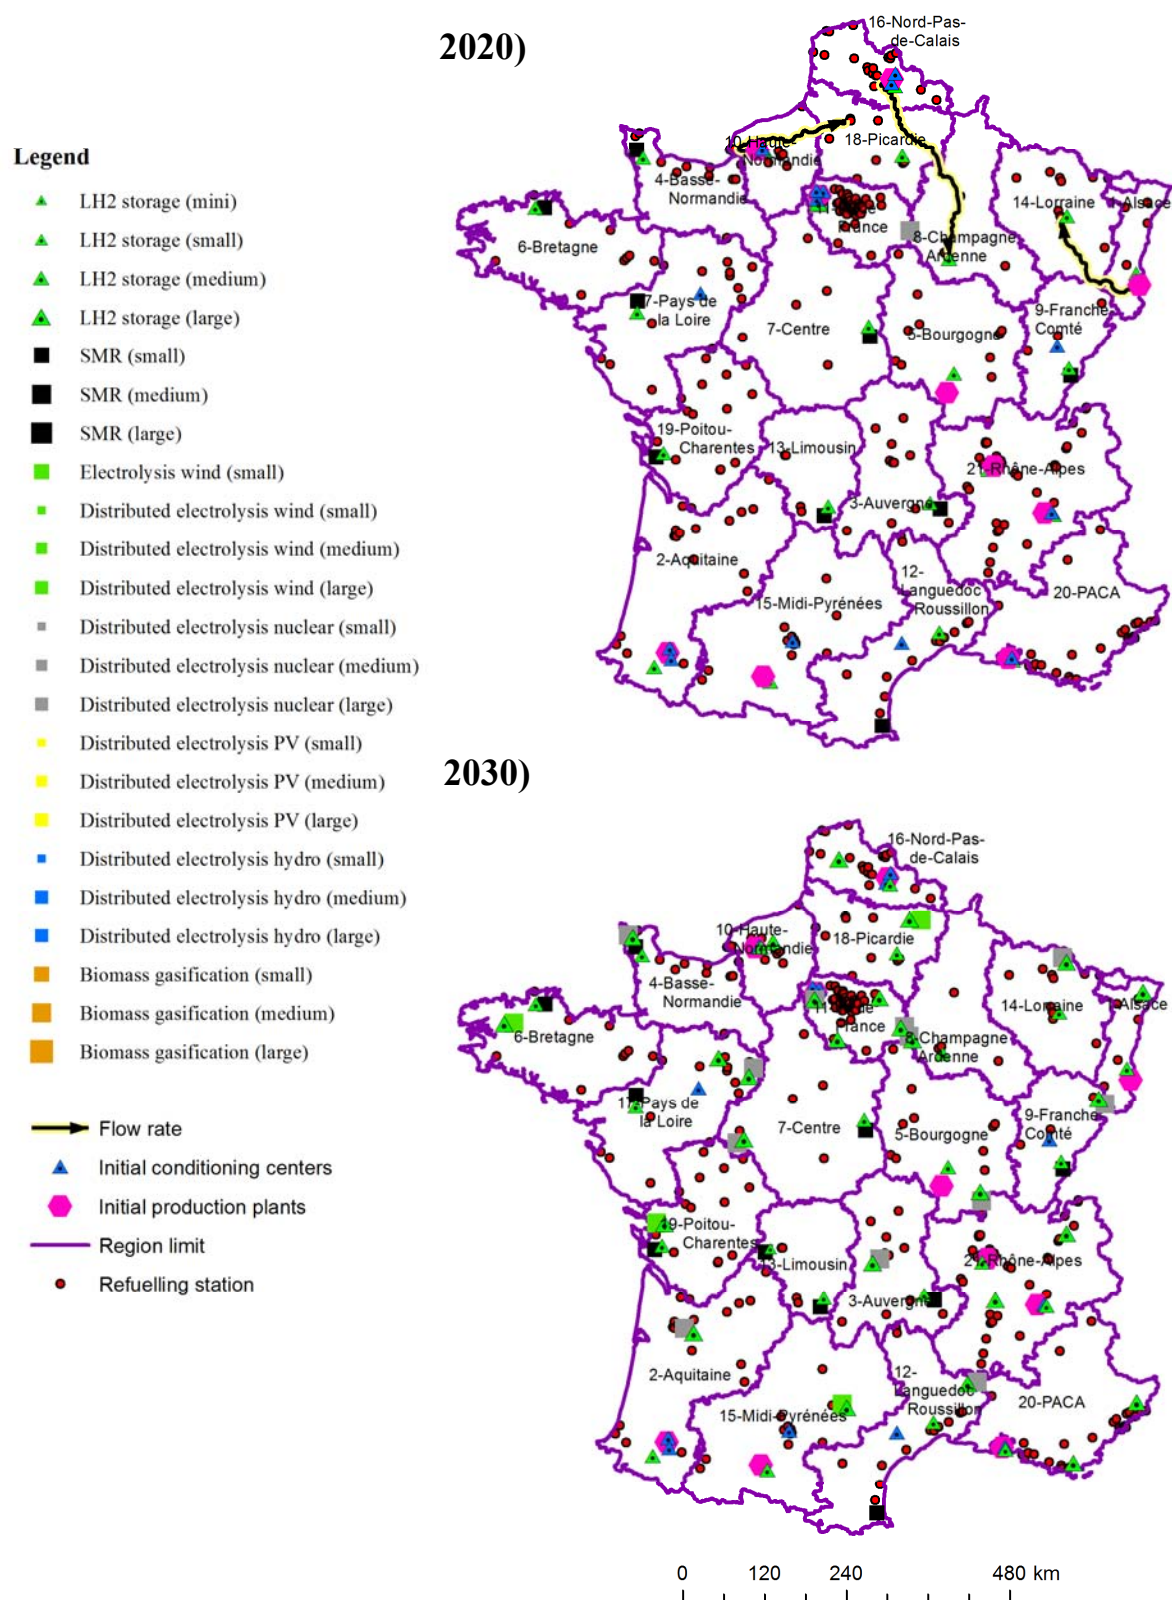 2020)
16-Nord-Pas-
de-Calais
10-Haute-
Normandie
18-Picardie
4-Basse-
Normandie
14-Lorraine
1-Alsace
France
6-Bretagne
8-Champagne
Ardenne
17-Pays de
la Loire
7-Centre
5-Bourgogne
9-Franche
Comté
19-Poitou-
Charentes
13-Limousin
21-Rhône-Alpes
3-Auvergne
2-Aquitaine
12-
Languedoc
Roussillon
15-Midi-Pyrénées
20-PACA
Legend
LH2 storage (mini)
LH2 storage (small)
LH2 storage (medium)
LH2 storage (large)
SMR (small)
SMR (medium)
SMR (large)
Electrolysis wind (small)
Distributed electrolysis wind (small)
Distributed electrolysis wind (medium)
Distributed electrolysis wind (large)
Distributed electrolysis nuclear (small)
Distributed electrolysis nuclear (medium)
Distributed electrolysis nuclear (large)
Distributed electrolysis PV (small)
Distributed electrolysis PV (medium)
Distributed electrolysis PV (large)
Distributed electrolysis hydro (small)
Distributed electrolysis hydro (medium)
Distributed electrolysis hydro (large)
Biomass gasification (small)
Biomass gasification (medium)
Biomass gasification (large)
Flow rate
Initial conditioning centers
Initial production plants
Region limit
Refuelling station
2030)
16-Nord-Pas-
de-Calais
10-Haute-
Normandie
18-Picardie
4-Basse-
Normandie
14-Lorraine
1-Alsace
France
6-Bretagne
8-Champagne
Ardenne
17-Pays de
la Loire
7-Centre
5-Bourgogne
9-Franche
Comté
19-Poitou-
Charentes
13-Limousin
21-Rhône-Alpes
3-Auvergne
2-Aquitaine
12-
Languedoc
Roussillon
15-Midi-Pyrénées
20-PACA
0 120 240 480 km